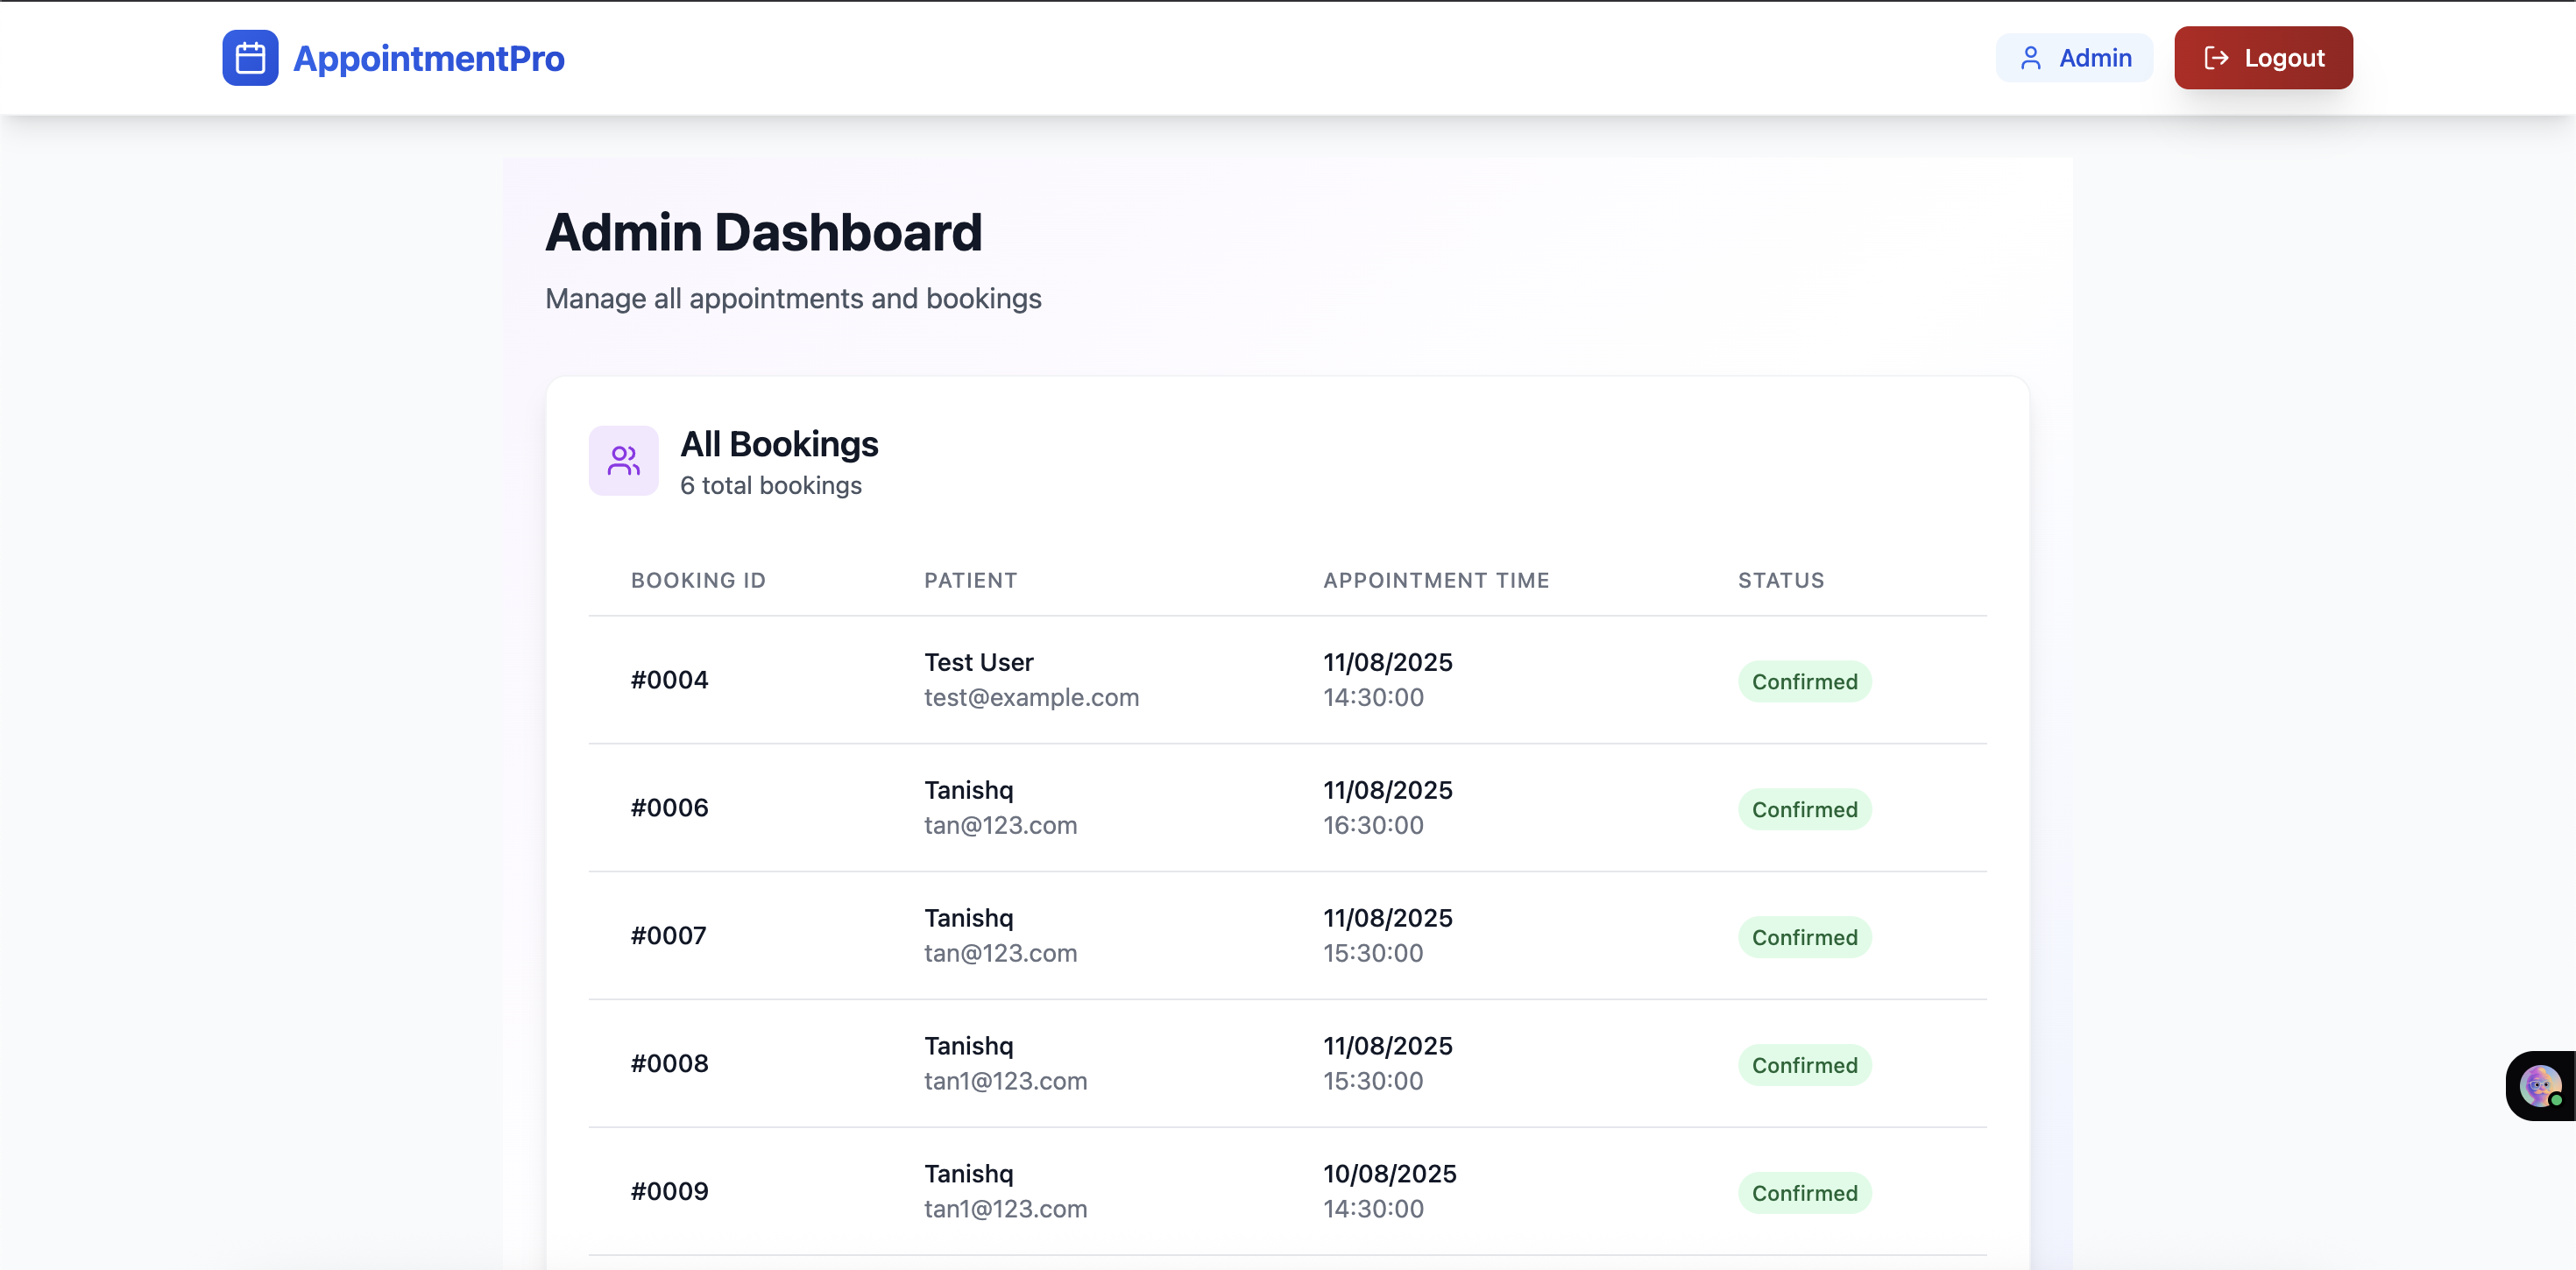 AppointmentPro
Admin
Logout
Admin Dashboard
Manage all appointments and bookings
All Bookings
6 total bookings
BOOKING ID PATIENT APPOINTMENT TIME STATUS
#0004
Test User
test@example.com
11/08/2025
14:30:00
Confirmed
#0006
Tanishq
tan@123.com
11/08/2025
16:30:00
Confirmed
#0007
Tanishq
tan@123.com
11/08/2025
15:30:00
Confirmed
#0008
Tanishq
tan1@123.com
11/08/2025
15:30:00
Confirmed
#0009
Tanishq
tan1@123.com
10/08/2025
14:30:00
Confirmed